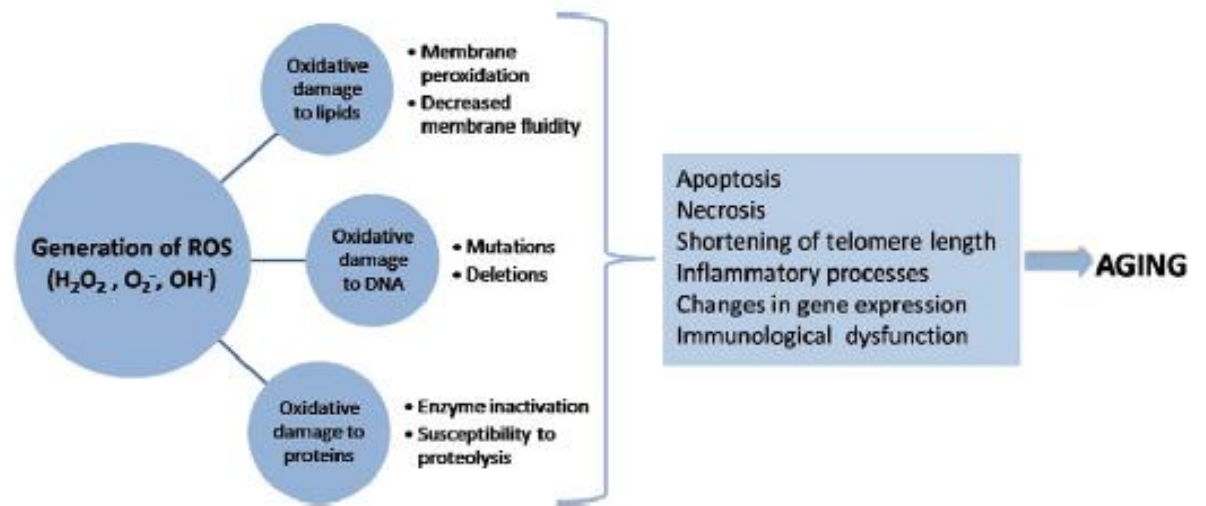 Generation of ROS
(H₂O₂ , O₂⁻, OH⁻)
Oxidative
damage
to lipids
• Membrane
peroxidation
• Decreased
membrane fluidity
Oxidative
damage
to DNA
• Mutations
• Deletions
Oxidative
damage to
proteins
• Enzyme inactivation
• Susceptibility to
proteolysis
Apoptosis
Necrosis
Shortening of telomere length
Inflammatory processes
Changes in gene expression
Immunological dysfunction
AGING